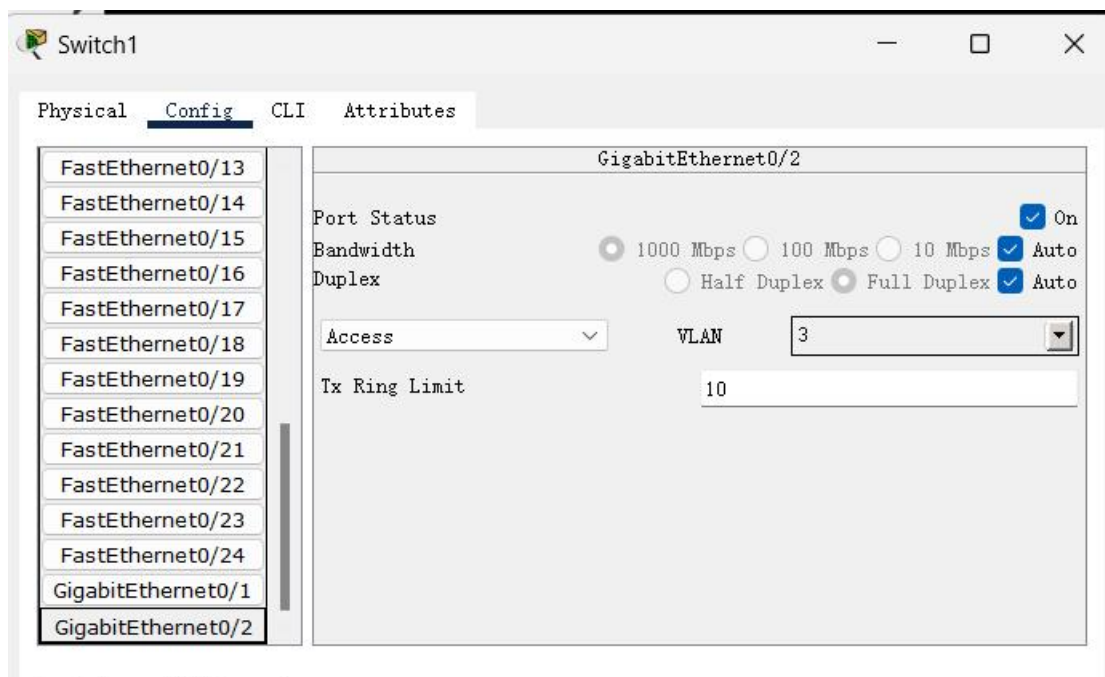 Switch1
Physical Config CLI Attributes
FastEthernet0/13
FastEthernet0/14
FastEthernet0/15
FastEthernet0/16
FastEthernet0/17
FastEthernet0/18
FastEthernet0/19
FastEthernet0/20
FastEthernet0/21
FastEthernet0/22
FastEthernet0/23
FastEthernet0/24
GigabitEthernet0/1
GigabitEthernet0/2
GigabitEthernet0/2
Port Status On
Bandwidth 1000 Mbps 100 Mbps 10 Mbps Auto
Duplex Half Duplex Full Duplex Auto
Access VLAN 3
Tx Ring Limit 10